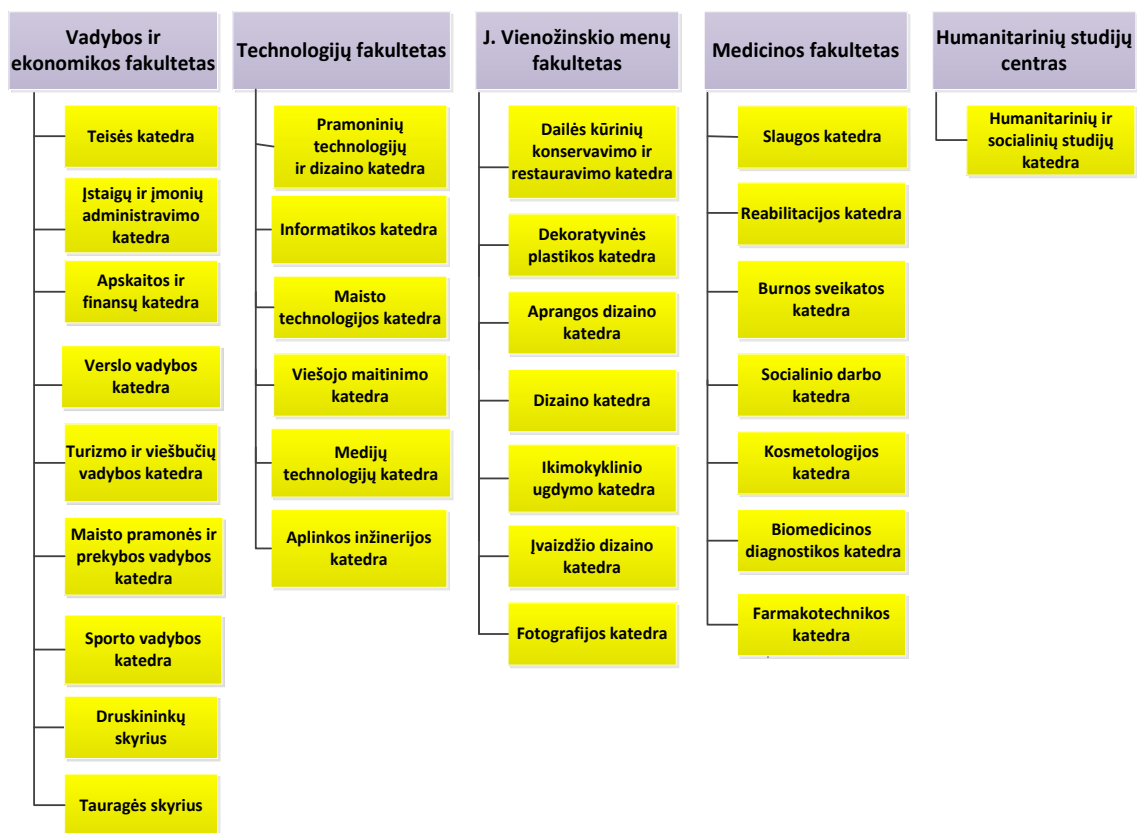 Vadybos ir
ekonomikos fakultetas
Teisės katedra
Įstaigų ir įmonių
administravimo
katedra
Apskaitos ir
finansų katedra
Verslo vadybos
katedra
Turizmo ir viešbučių
vadybos katedra
Maisto pramonės ir
prekybos vadybos
katedra
Sporto vadybos
katedra
Druskininkų
skyrius
Tauragės skyrius
Technologijų fakultetas
Pramoninių
technologijų
ir dizaino katedra
Informatikos katedra
Maisto
technologijos katedra
Viešojo maitinimo
katedra
Medijų
technologijų katedra
Aplinkos inžinerijos
katedra
J. Vienožinskio menų
fakultetas
Dailės kūrinių
konservavimo ir
restauravimo katedra
Dekoratyvinės
plastikos katedra
Aprangos dizaino
katedra
Dizaino katedra
Ikimokyklinio
ugdymo katedra
Įvaizdžio dizaino
katedra
Fotografijos katedra
Medicinos fakultetas
Slaugos katedra
Reabilitacijos katedra
Burnos sveikatos
katedra
Socialinio darbo
katedra
Kosmetologijos
katedra
Biomedicinos
diagnostikos katedra
Farmakotechnikos
katedra
Humanitarinių studijų
centras
Humanitarinių ir
socialinių studijų
katedra